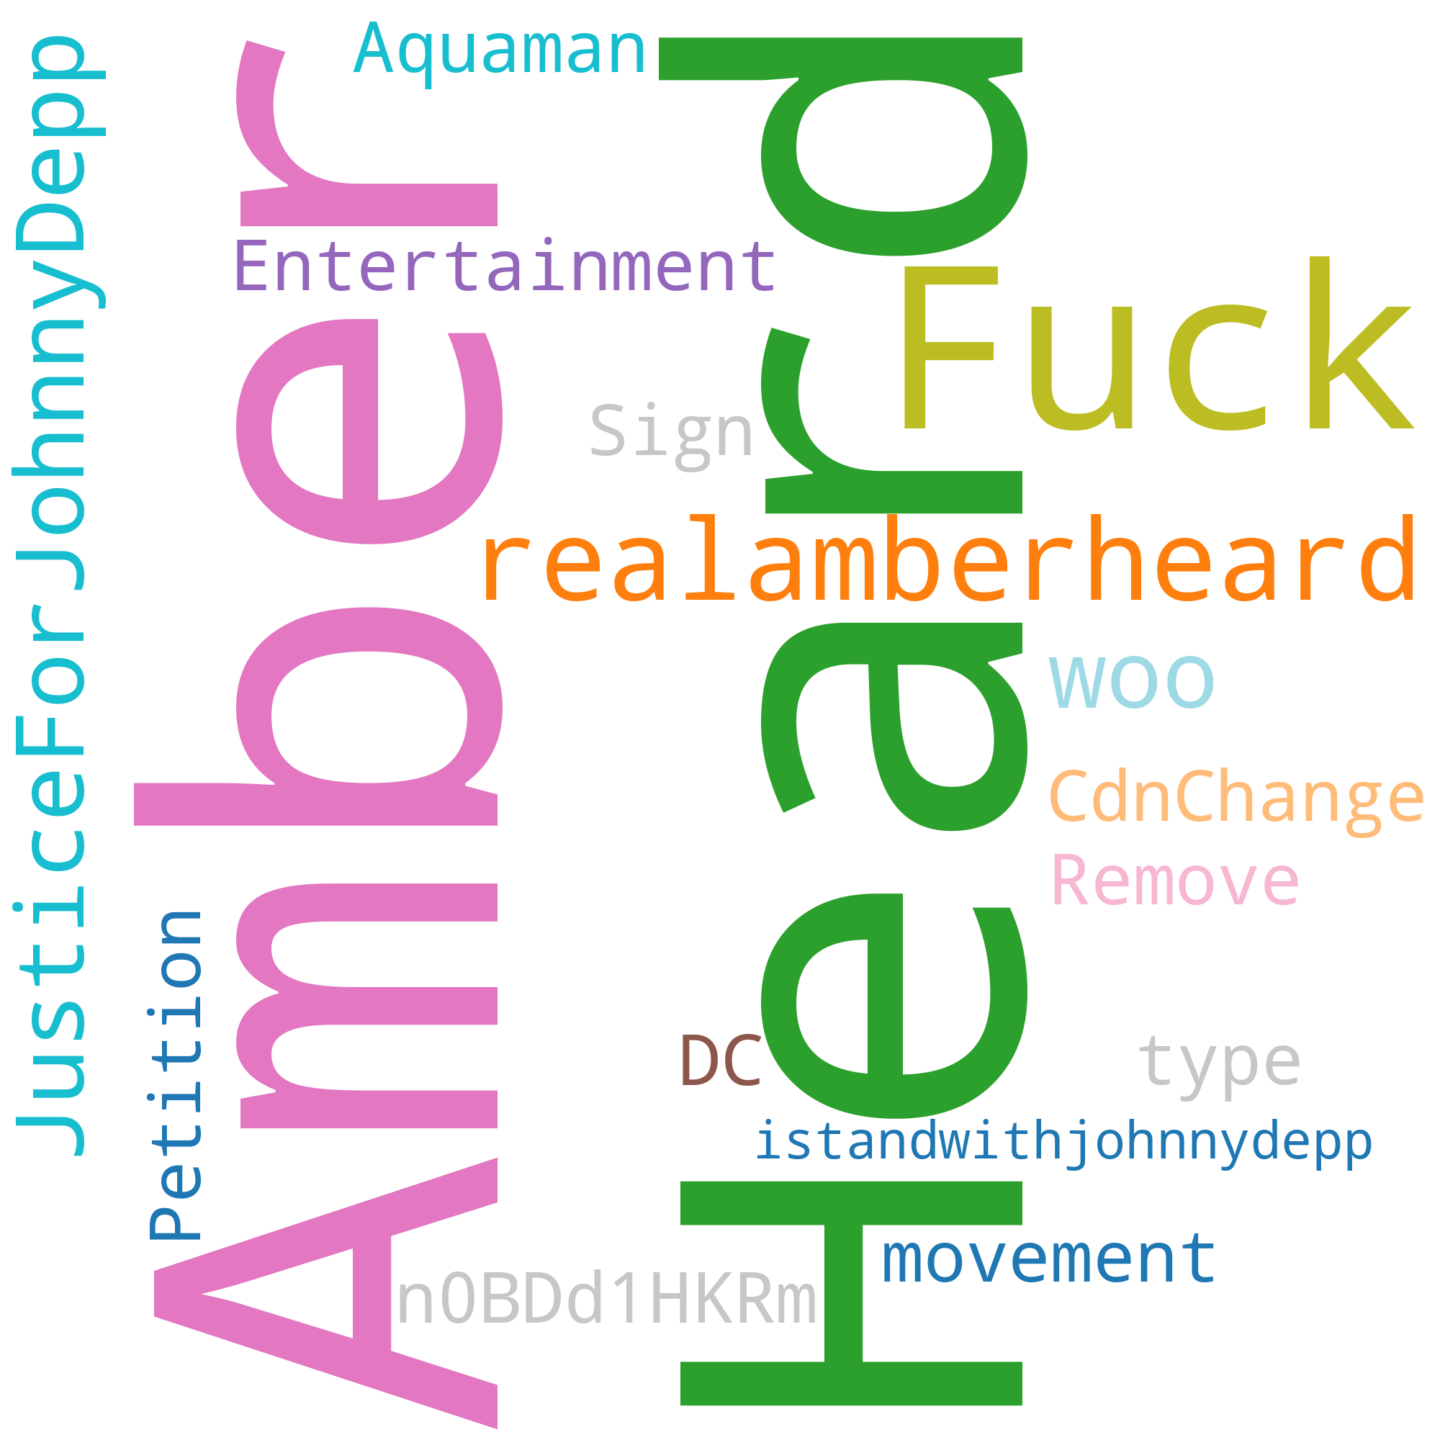 JusticeForJohnnyDepp
Aquaman
Amber
Heard
Entertainment
Fuck
Sign
realamberheard
woo
CdnChange
Remove
Petition
DC
type
istandwithjohnnydepp
movement
n0BDd1HKRm